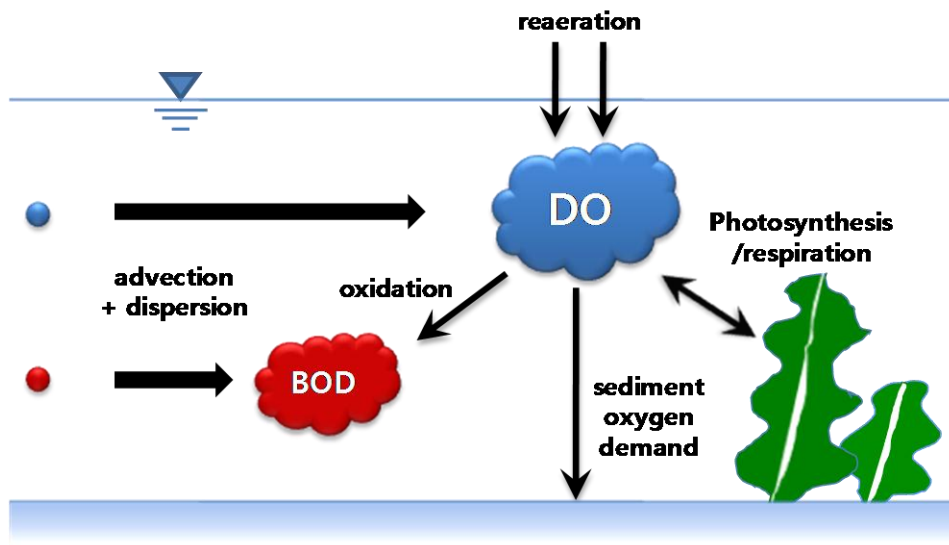 reaeration
DO
Photosynthesis
/respiration
advection
+ dispersion
oxidation
BOD
sediment
oxygen
demand